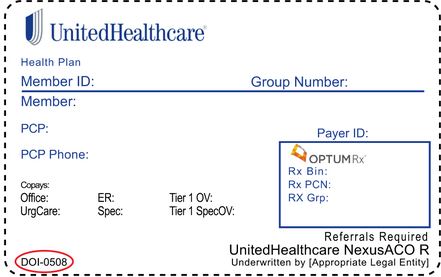 UnitedHealthcare®
Health Plan
Member ID: Group Number:
Member:
PCP:
Payer ID:
PCP Phone:
OPTUMRx®
Rx Bin:
Rx PCN:
RX Grp:
Copays:
Office: ER: Tier 1 OV:
UrgCare: Spec: Tier 1 SpecOV:
Referrals Required
UnitedHealthcare NexusACO R
DOI-0508
Underwritten by [Appropriate Legal Entity]